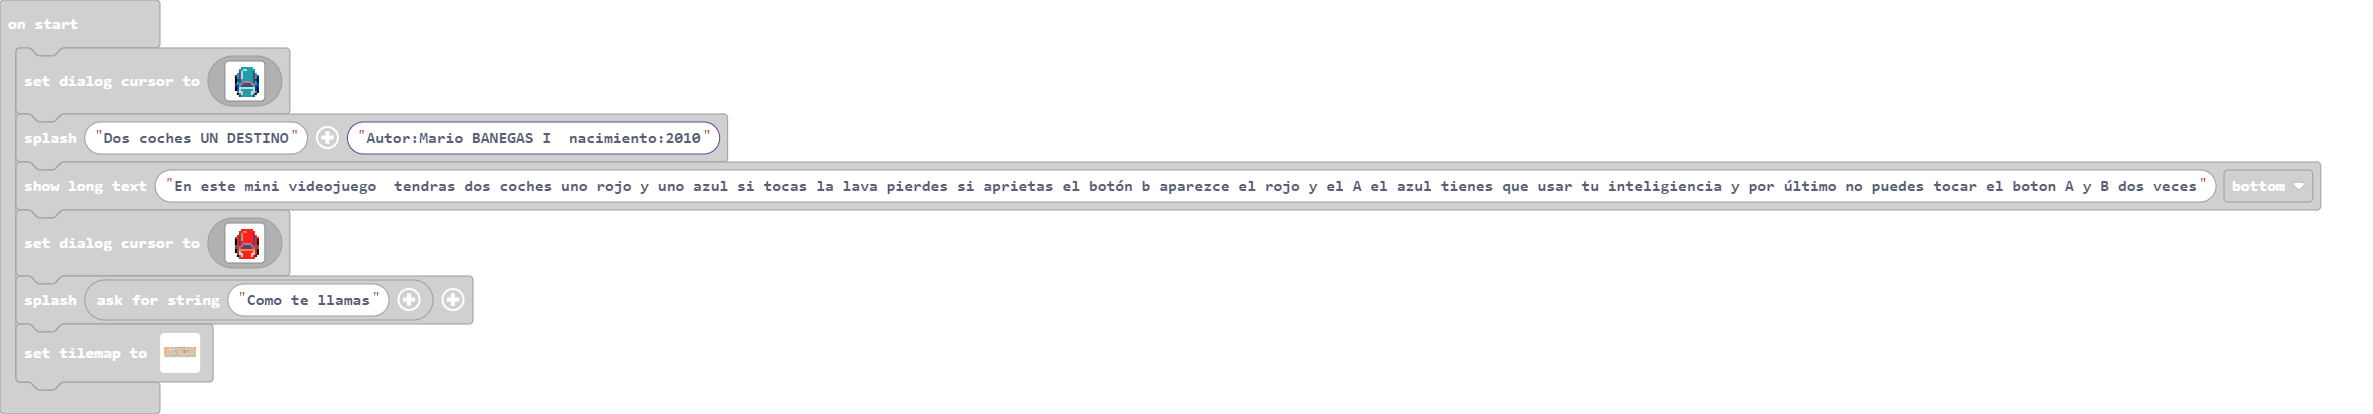 on start
set dialog cursor to
splash "Dos coches UN DESTINO" "Autor:Mario BANEGAS I  nacimiento:2010"
show long text "En este mini videojuego  tendras dos coches uno rojo y uno azul si tocas la lava pierdes si aprietas el botón b aparezce el rojo y el A el azul tienes que usar tu inteligiencia y por último no puedes tocar el boton A y B dos veces" bottom
set dialog cursor to
splash ask for string "Como te llamas"
set tilemap to